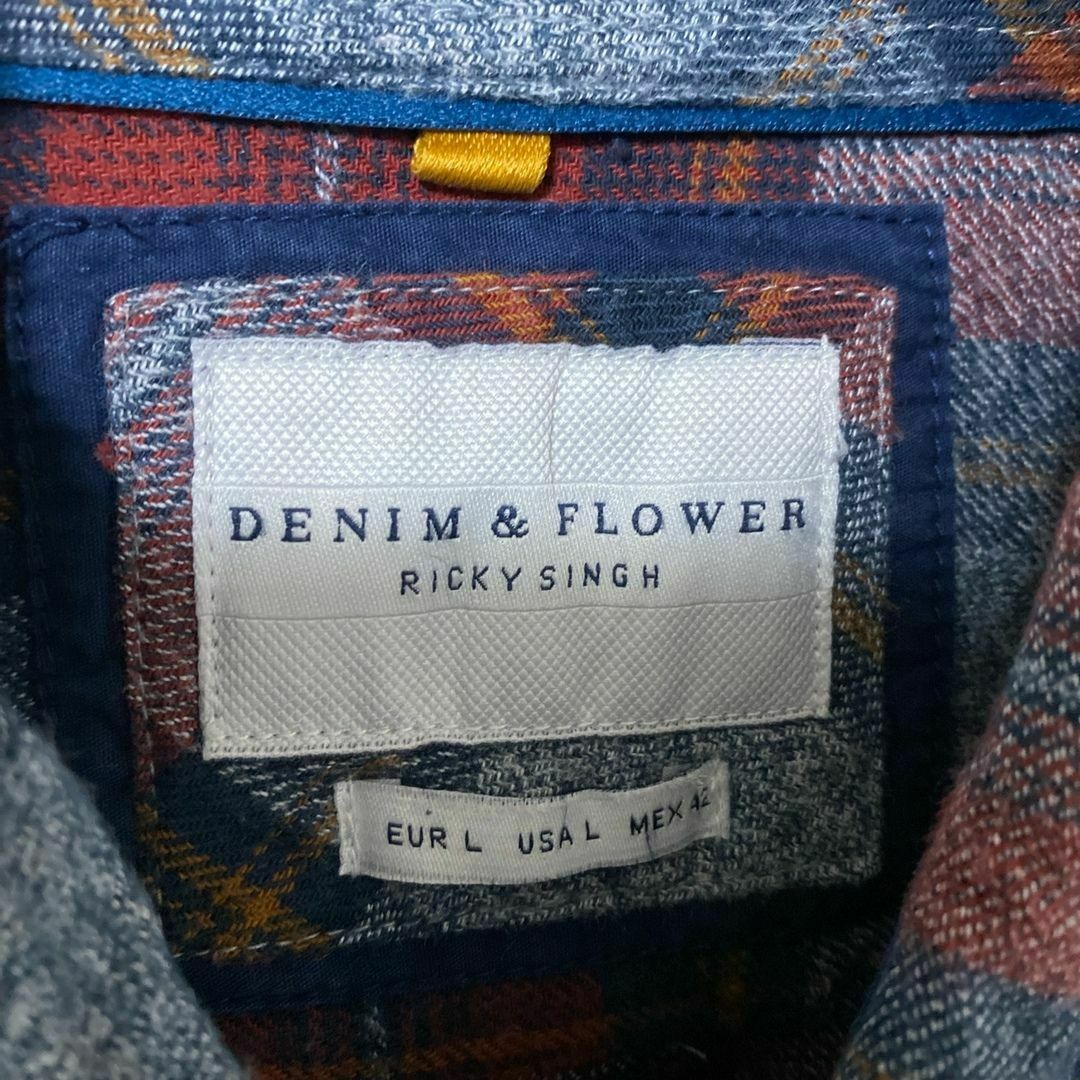 DENIM & FLOWER
RICKY SINGH
EUR L USA L MEX 42